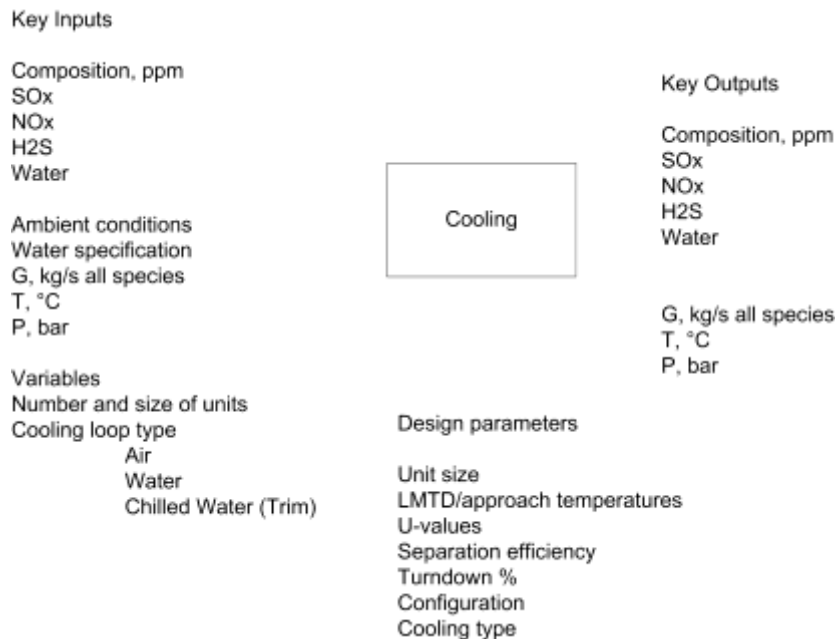 Key Inputs
Composition, ppm
SOx
NOx
H2S
Water
Ambient conditions
Water specification
G, kg/s all species
T, °C
P, bar
Variables
Number and size of units
Cooling loop type
Air
Water
Chilled Water (Trim)
Cooling
Design parameters
Unit size
LMTD/approach temperatures
U-values
Separation efficiency
Turndown %
Configuration
Cooling type
Key Outputs
Composition, ppm
SOx
NOx
H2S
Water
G, kg/s all species
T, °C
P, bar